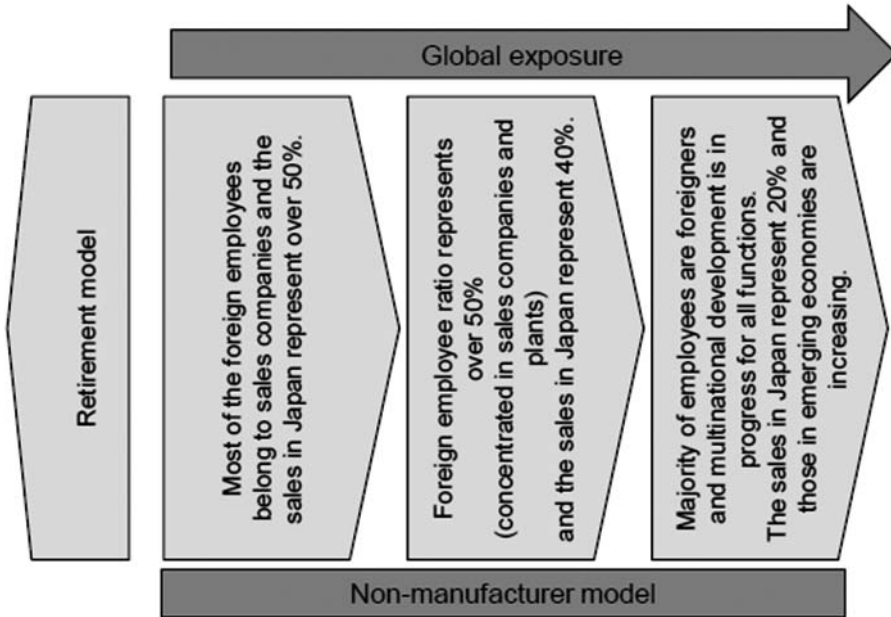 Global exposure
Retirement model
Most of the foreign employees
belong to sales companies and the
sales in Japan represent over 50%.
Foreign employee ratio represents
over 50%
(concentrated in sales companies and
plants)
and the sales in Japan represent 40%.
Majority of employees are foreigners
and multinational development is in
progress for all functions.
The sales in Japan represent 20% and
those in emerging economies are
increasing.
Non-manufacturer model